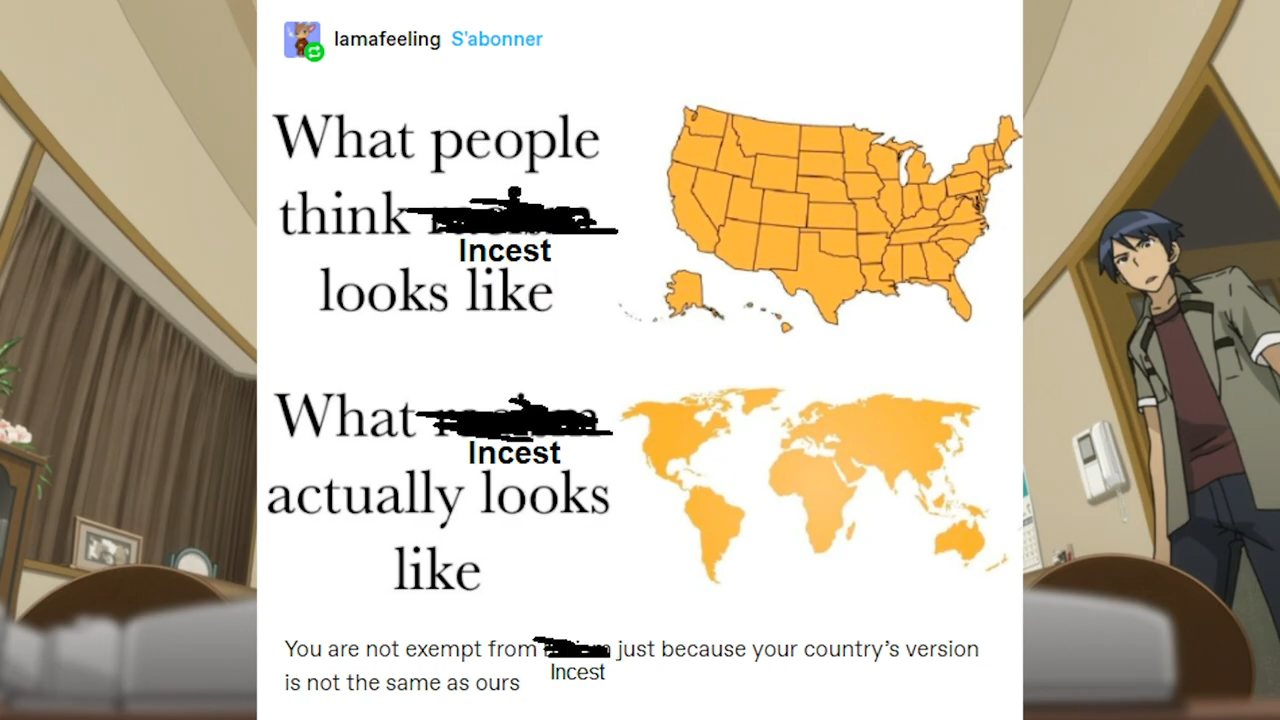 lamafeeling S'abonner
What people
think
Incest
looks like
What
Incest
actually looks
like
You are not exempt from just because your country's version
Incest
is not the same as ours